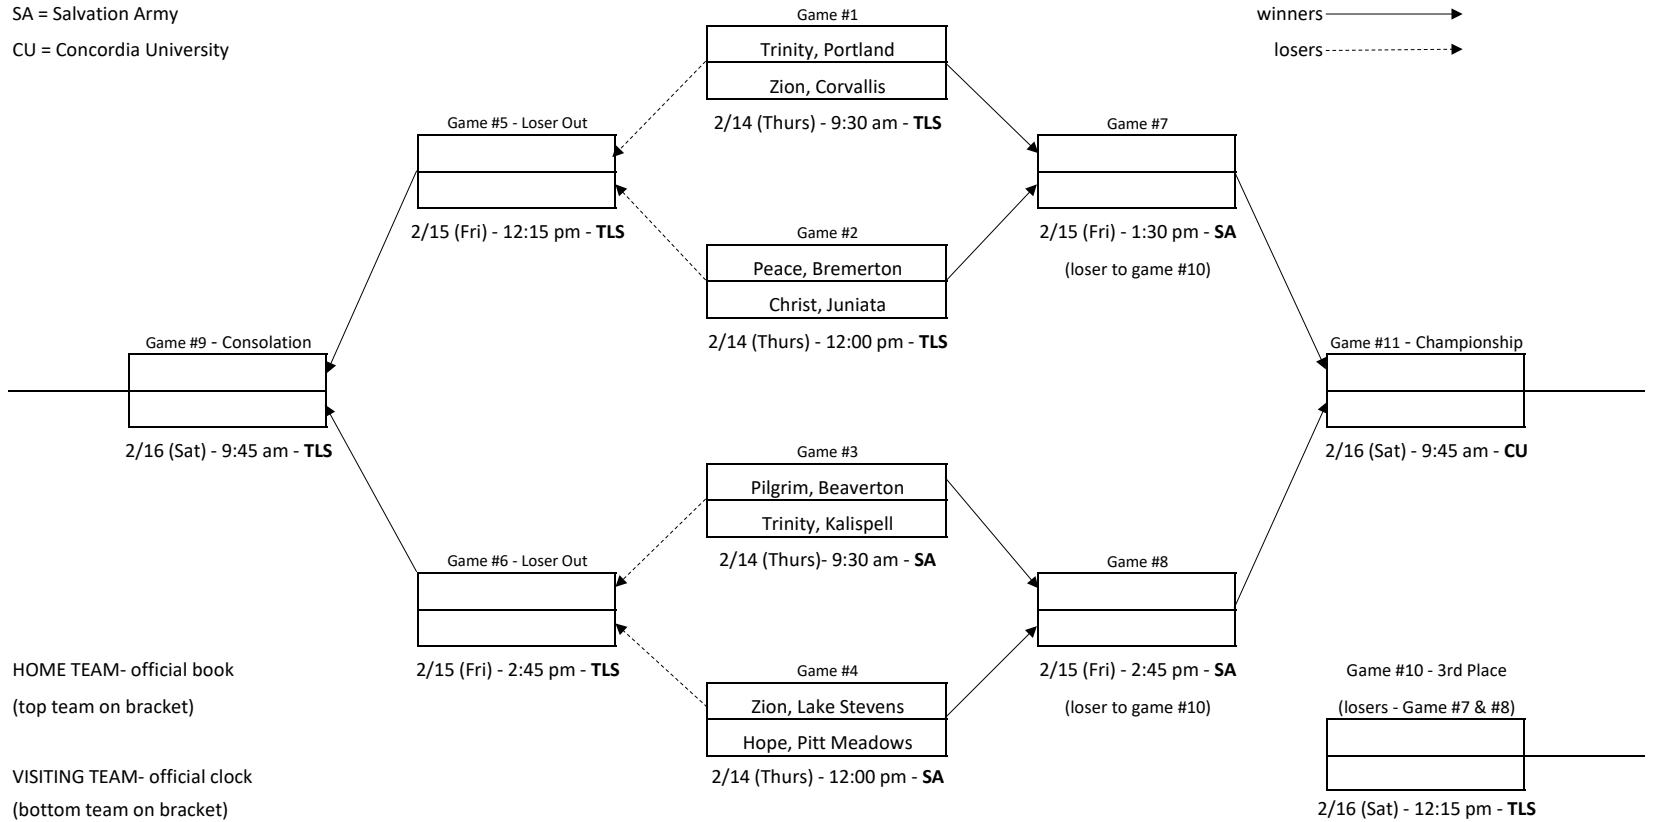 SA = Salvation Army
CU = Concordia University
winners
losers
Game #1
Trinity, Portland
Zion, Corvallis
2/14 (Thurs) - 9:30 am - TLS
Game #5 - Loser Out
2/15 (Fri) - 12:15 pm - TLS
Game #7
2/15 (Fri) - 1:30 pm - SA
(loser to game #10)
Game #2
Peace, Bremerton
Christ, Juniata
2/14 (Thurs) - 12:00 pm - TLS
Game #9 - Consolation
2/16 (Sat) - 9:45 am - TLS
Game #11 - Championship
2/16 (Sat) - 9:45 am - CU
Game #3
Pilgrim, Beaverton
Trinity, Kalispell
2/14 (Thurs)- 9:30 am - SA
Game #6 - Loser Out
2/15 (Fri) - 2:45 pm - TLS
Game #8
2/15 (Fri) - 2:45 pm - SA
(loser to game #10)
Game #4
Zion, Lake Stevens
Hope, Pitt Meadows
2/14 (Thurs) - 12:00 pm - SA
HOME TEAM- official book
(top team on bracket)
VISITING TEAM- official clock
(bottom team on bracket)
Game #10 - 3rd Place
(losers - Game #7 & #8)
2/16 (Sat) - 12:15 pm - TLS